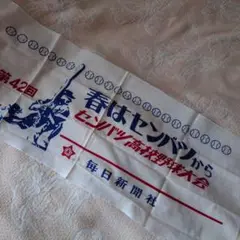 第42回
春はセンバツから
センバツ高校野球大会
毎日新聞社